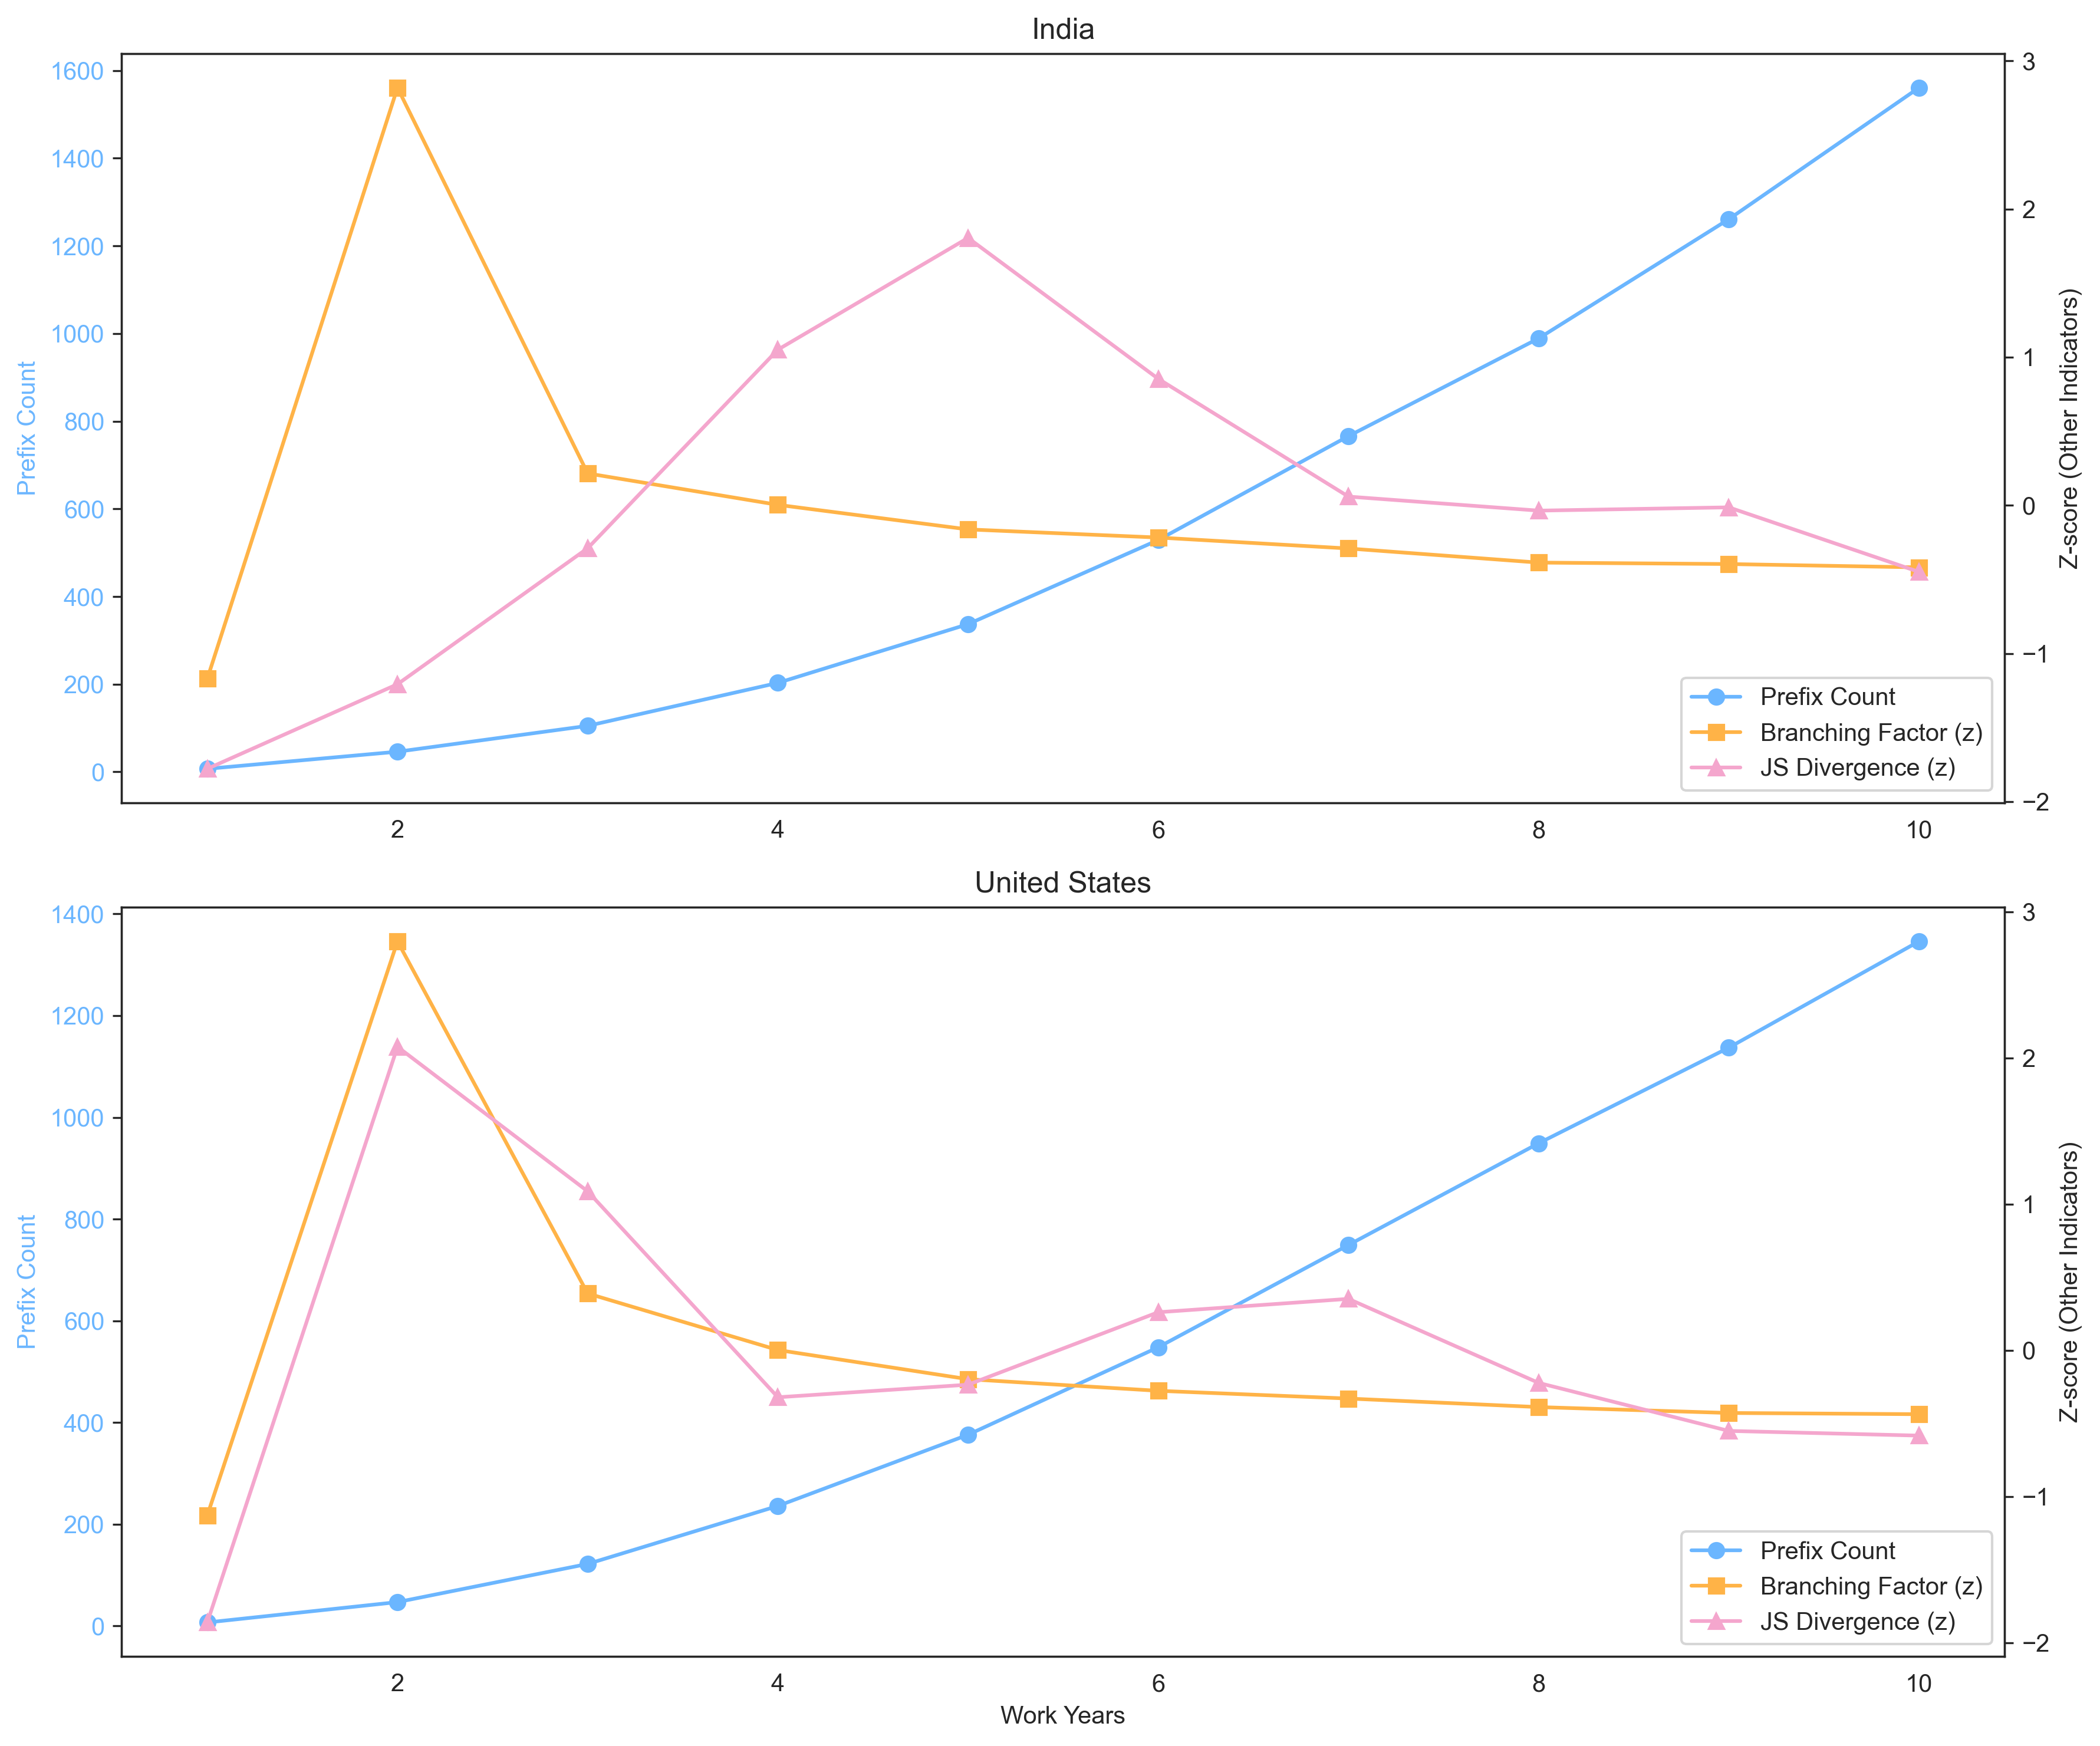 India
1600
1400
1200
1000
800
600
400
200
0
Prefix Count
3
2
1
0
−1
−2
Z-score (Other Indicators)
Prefix Count
Branching Factor (z)
JS Divergence (z)
2 4 6 8 10
United States
1400
1200
1000
800
600
400
200
0
Prefix Count
3
2
1
0
−1
−2
Z-score (Other Indicators)
Prefix Count
Branching Factor (z)
JS Divergence (z)
2 4 6 8 10
Work Years